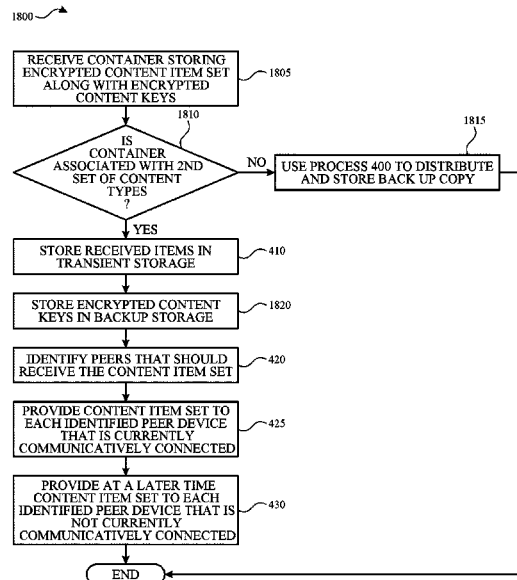 1800
RECEIVE CONTAINER STORING
ENCRYPTED CONTENT ITEM SET
ALONG WITH ENCRYPTED
CONTENT KEYS
1805
1810
IS
CONTAINER
ASSOCIATED WITH 2ND
SET OF CONTENT
TYPES
?
NO
1815
USE PROCESS 400 TO DISTRIBUTE
AND STORE BACK UP COPY
YES
STORE RECEIVED ITEMS IN
TRANSIENT STORAGE
410
STORE ENCRYPTED CONTENT
KEYS IN BACKUP STORAGE
1820
IDENTIFY PEERS THAT SHOULD
RECEIVE THE CONTENT ITEM SET
420
PROVIDE CONTENT ITEM SET TO
EACH IDENTIFIED PEER DEVICE
THAT IS CURRENTLY
COMMUNICATIVELY CONNECTED
425
PROVIDE AT A LATER TIME
CONTENT ITEM SET TO EACH
IDENTIFIED PEER DEVICE THAT IS
NOT CURRENTLY
COMMUNICATIVELY CONNECTED
430
END